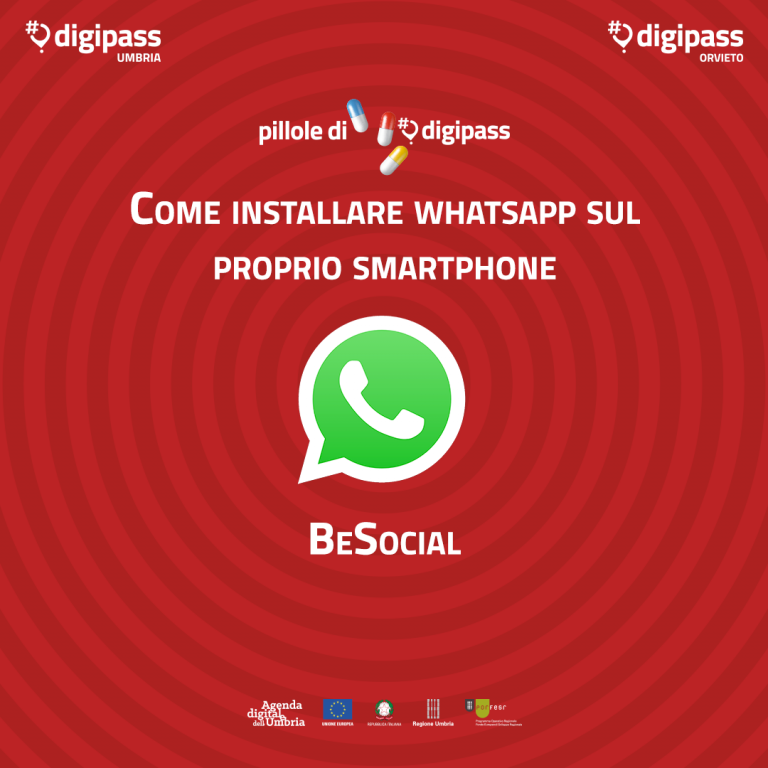 #digipass
UMBRIA
#digipass
ORVIETO
pillole di #digipass
COME INSTALLARE WHATSAPP SUL
PROPRIO SMARTPHONE
BESOCIAL
Agenda
digitale
dell'Umbria
UNIONE EUROPEA
REPUBBLICA ITALIANA
Regione Umbria
PORFESR